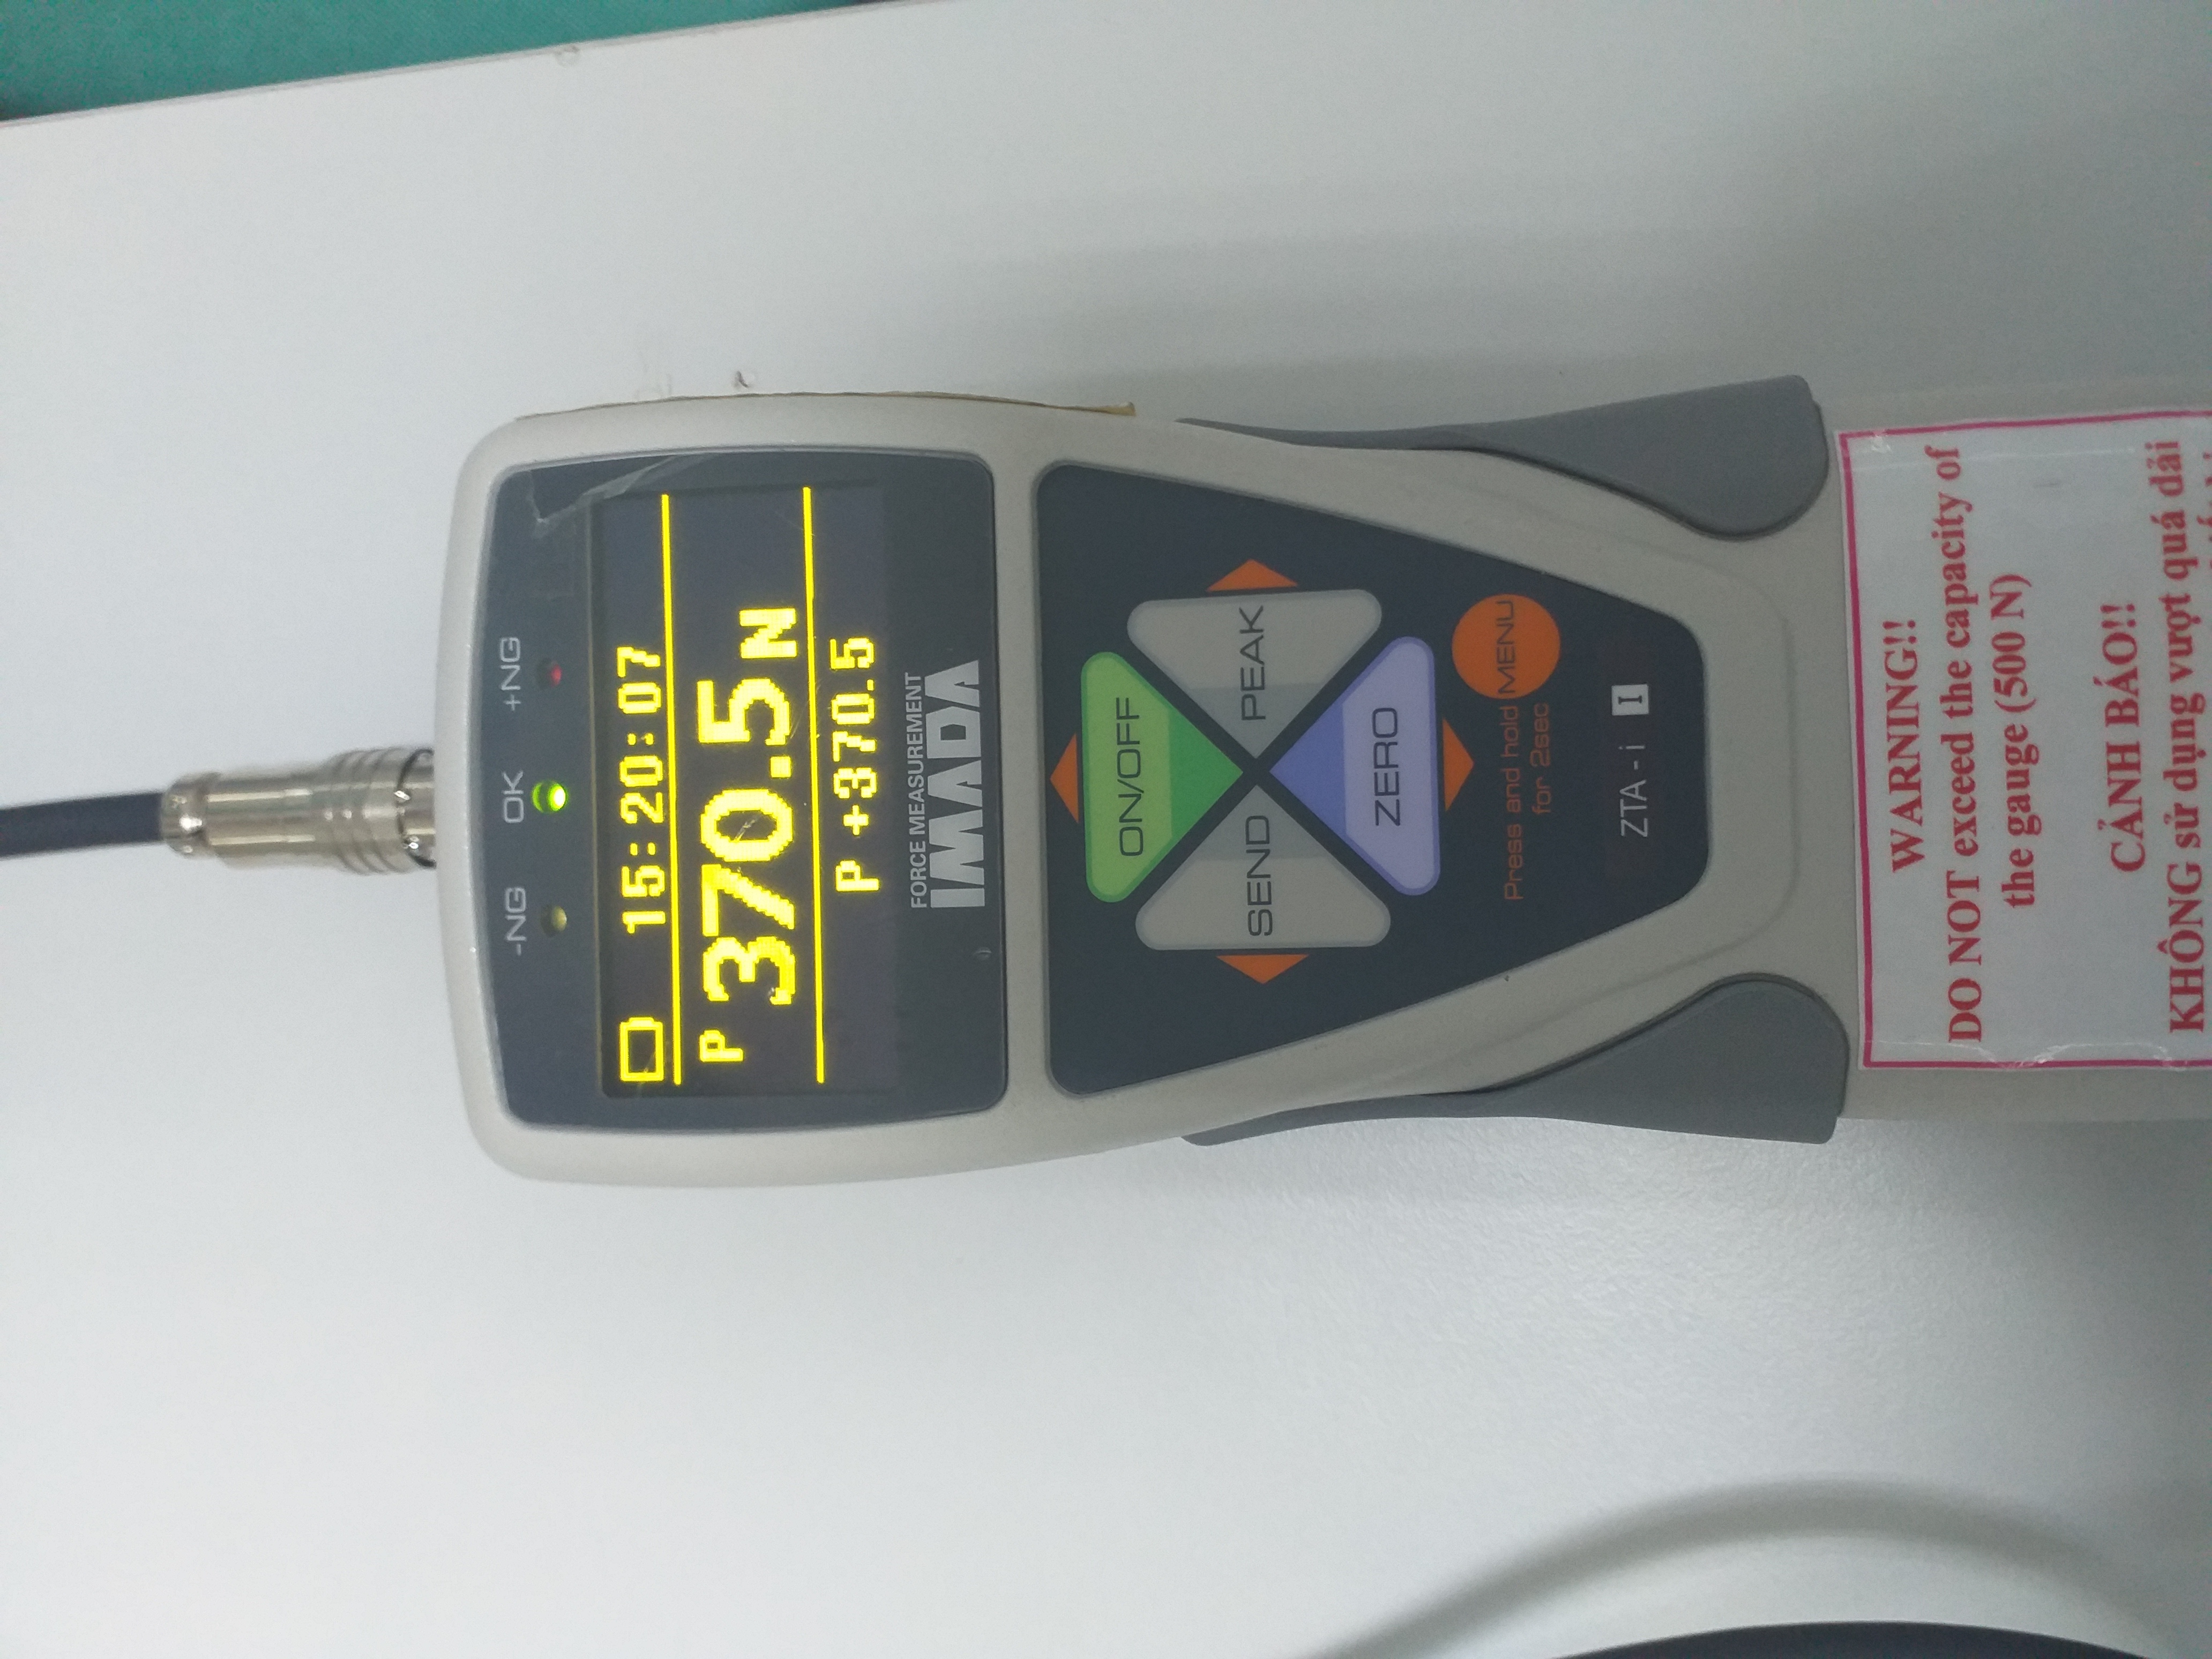 -NG OK +NG
15:20:07
P 370.5 N
P +370.5
FORCE MEASUREMENT
IMADA
ON/OFF
SEND PEAK
ZERO
Press and hold MENU
for 2sec
ZTA - i I
WARNING!!
DO NOT exceed the capacity of
the gauge (500 N)
CẢNH BÁO!!
KHÔNG sử dụng vượt quá dải